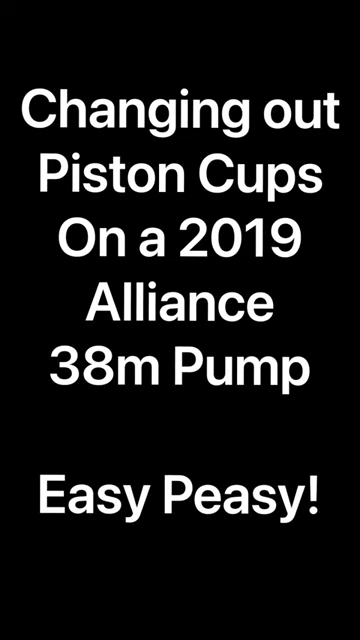 Changing out
Piston Cups
On a 2019
Alliance
38m Pump
Easy Peasy!